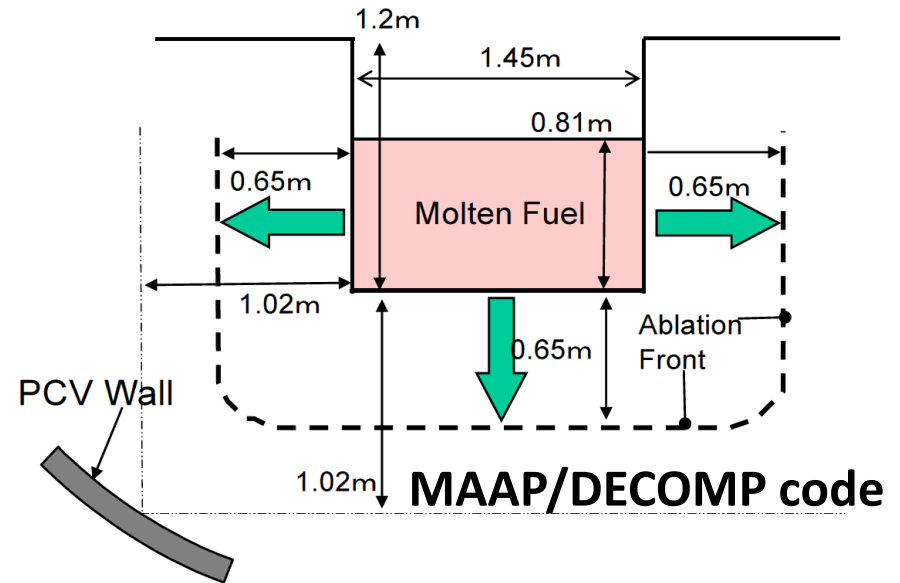 1.2m
1.45m
0.81m
0.65m
Molten Fuel
0.65m
1.02m
0.65m
Ablation
Front
PCV Wall
1.02m
MAAP/DECOMP code